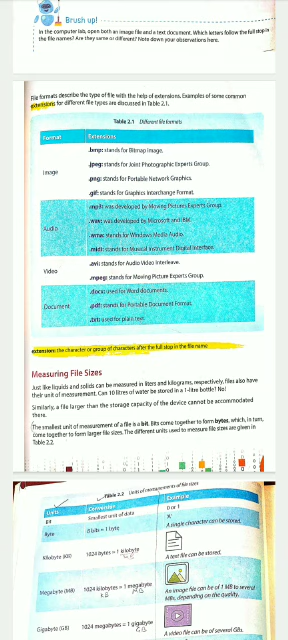 Brush up!
In the computer lab, open both an image file and a text document. Which letters follow the full stop in
the file names? Are they same or different? Note down your observations here.
File formats describe the type of file with the help of extensions. Examples of some common
extensions for different file types are discussed in Table 2.1.
Table 2.1 Different file formats
Format Extensions
Image
.bmp: stands for Bitmap Image.
.jpeg: stands for Joint Photographic Experts Group.
.png: stands for Portable Network Graphics.
.gif: stands for Graphics Interchange Format.
Audio
.mp3: was developed by Moving Pictures Experts Group.
.wav: was developed by Microsoft and IBM.
.wma: stands for Windows Media Audio.
.midi: stands for Musical Instrument Digital Interface.
Video
.avi: stands for Audio Video Interleave.
.mpeg: stands for Moving Picture Experts Group.
Document
.docx: used for Word documents.
.pdf: stands for Portable Document Format.
.txt: used for plain text.
extension: the character or group of characters after the full stop in the file name
Measuring File Sizes
Just like liquids and solids can be measured in liters and kilograms, respectively, files also have
their unit of measurement. Can 10 litres of water be stored in a 1-litre bottle? No!
Similarly, a file larger than the storage capacity of the device cannot be accommodated
there.
The smallest unit of measurement of a file is a bit. Bits come together to form bytes, which, in turn,
come together to form larger file sizes. The different units used to measure file sizes are given in
Table 2.2
Table 2.2 Units of measurements of file sizes
Units Conversion Example
Bit Smallest unit of data 0 or 1
Byte 8 bits = 1 byte
A single character can be stored.
Kilobyte (KB) 1024 bytes = 1 kilobyte
A text file can be stored.
Megabyte (MB) 1024 kilobytes = 1 megabyte
KB MB
An image file can be of 1 MB to several
MBs, depending on the quality.
Gigabyte (GB) 1024 megabytes = 1 gigabyte
GB
A video file can be of several GBs.